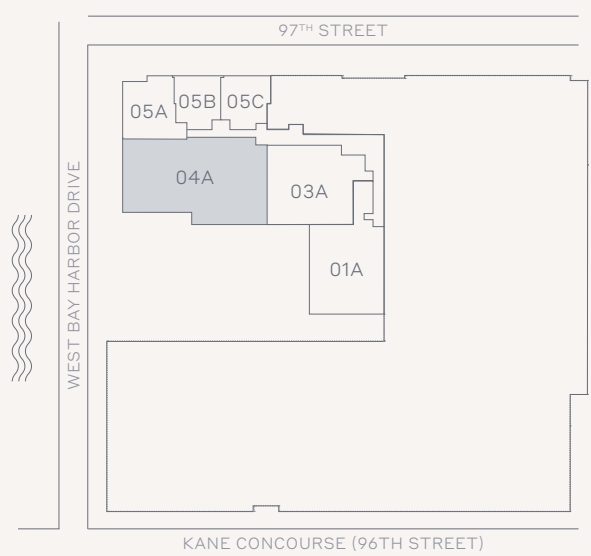 97TH STREET
05A
05B
05C
04A
03A
01A
WEST BAY HARBOR DRIVE
KANE CONCOURSE (96TH STREET)